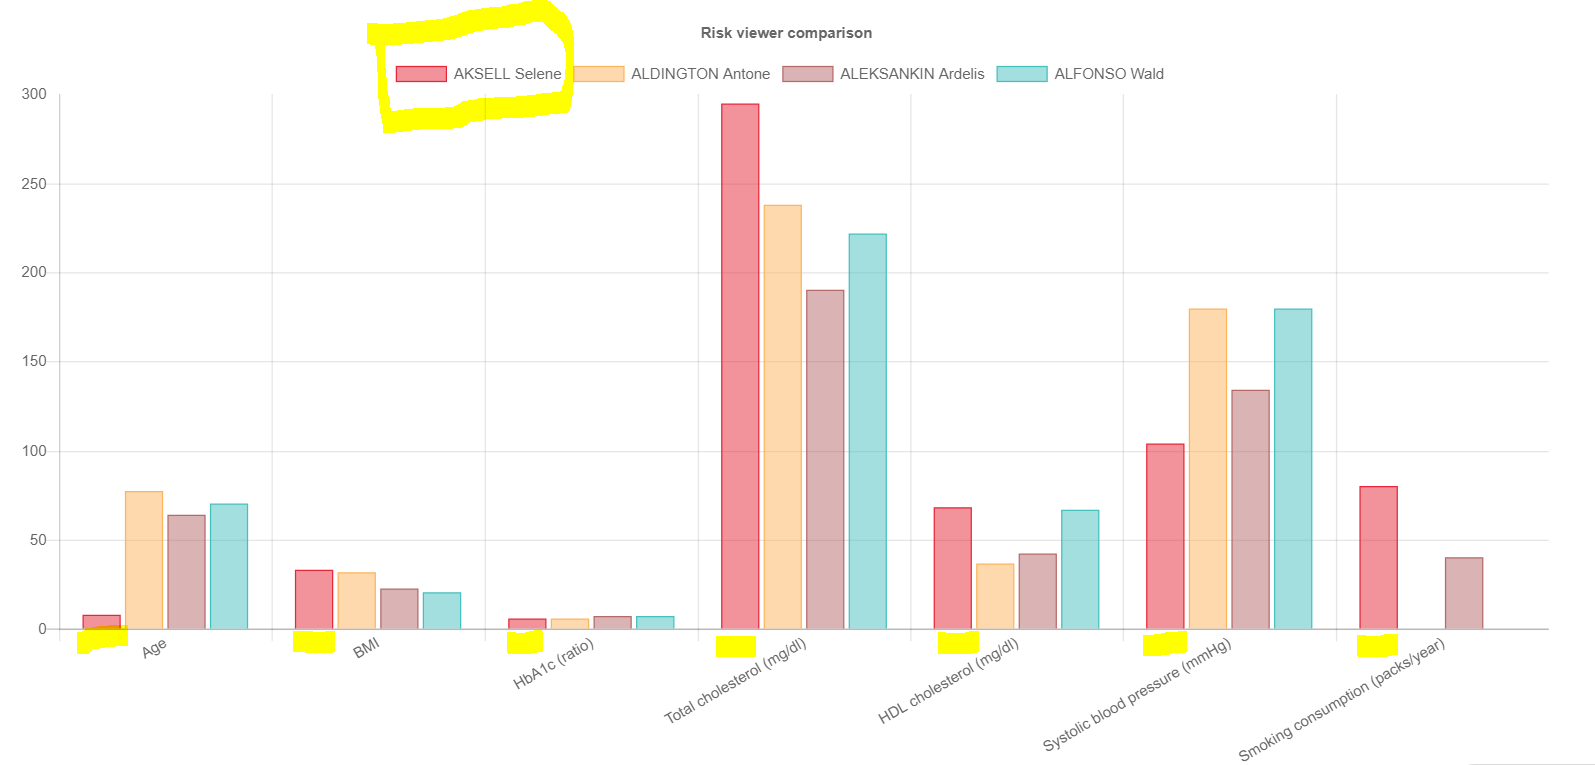 Risk viewer comparison
AKSELL Selene ALDINGTON Antone ALEKSANKIN Ardelis ALFONSO Wald
300
250
200
150
100
50
0
Age
BMI
HbA1c (ratio)
Total cholesterol (mg/dl)
HDL cholesterol (mg/dl)
Systolic blood pressure (mmHg)
Smoking consumption (packs/year)